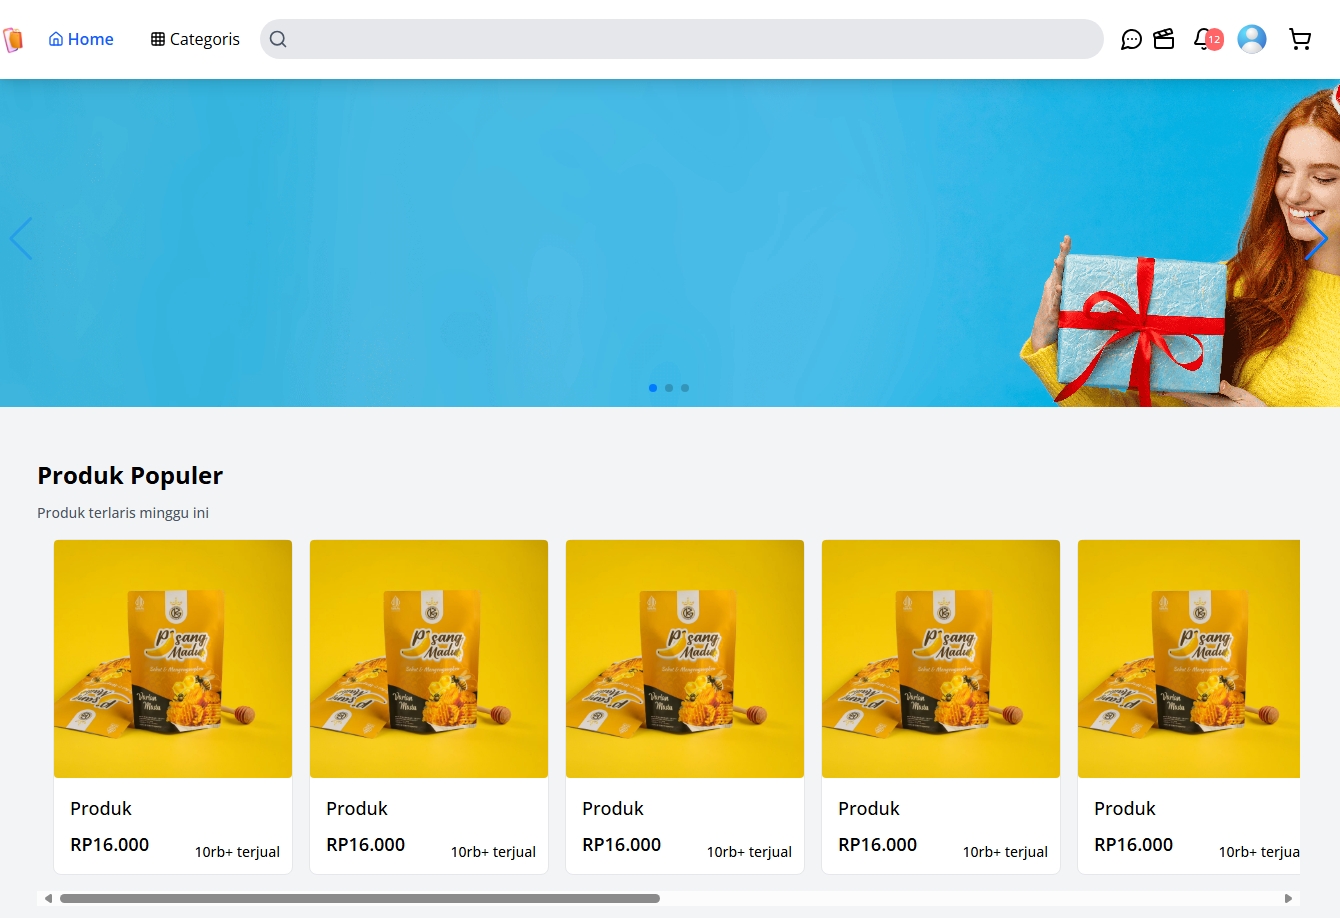 Home
Categoris
12
Produk Populer
Produk terlaris minggu ini
P sang
Madu
P sang
Madu
P sang
Madu
P sang
Madu
P sang
Madu
Produk
RP16.000
10rb+ terjual
Produk
RP16.000
10rb+ terjual
Produk
RP16.000
10rb+ terjual
Produk
RP16.000
10rb+ terjual
Produk
RP16.000
10rb+ terjua